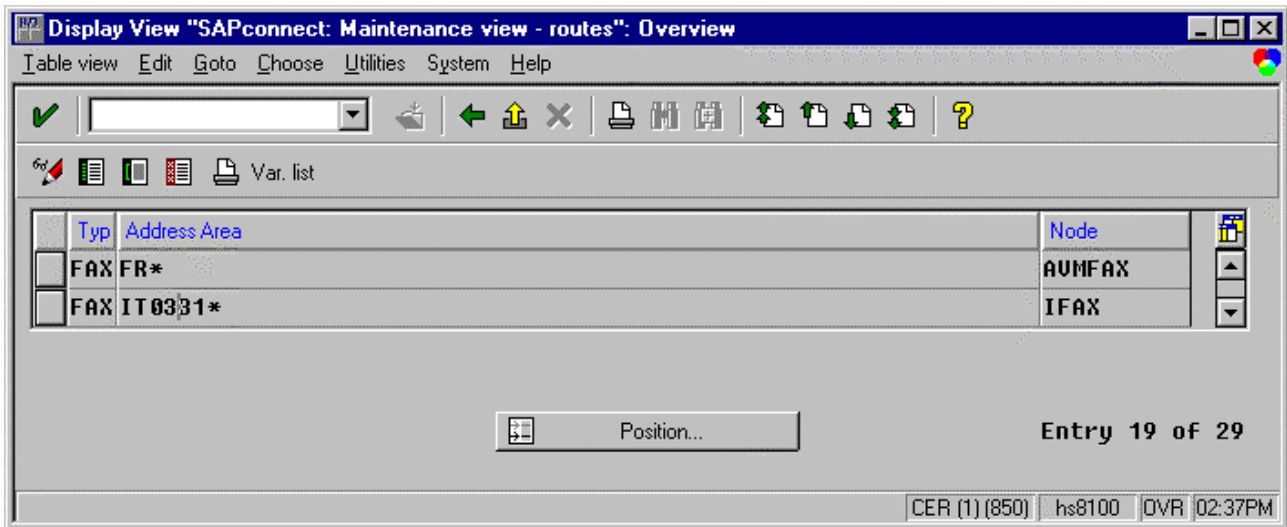 Display View "SAPconnect: Maintenance view - routes": Overview
Table view Edit Goto Choose Utilities System Help
Var. list
Typ Address Area Node
FAX FR* AVMFAX
FAX IT0331* IFAX
Position...
Entry 19 of 29
CER (1) (850) hs8100 OVR 02:37PM